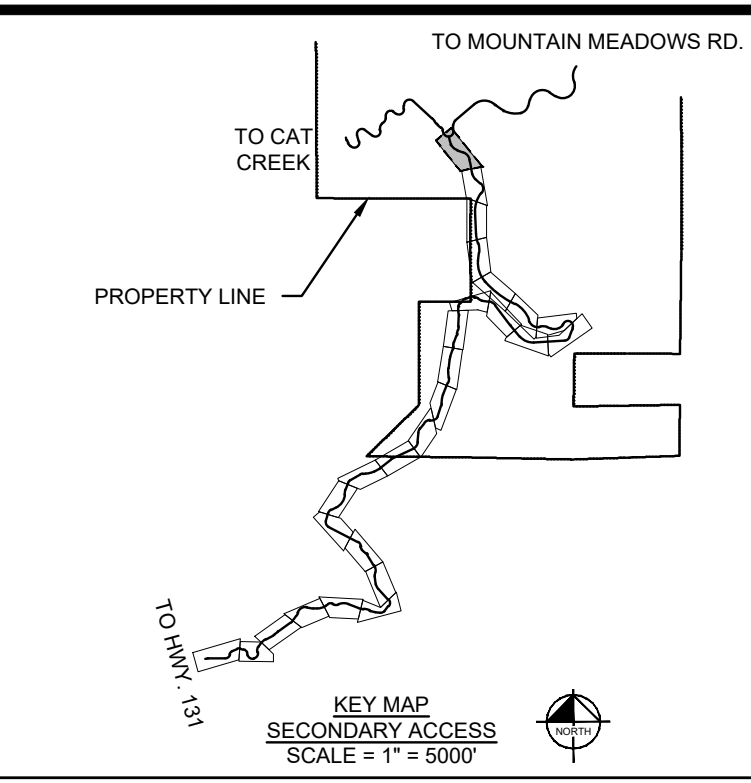 TO MOUNTAIN MEADOWS RD.
TO CAT
CREEK
PROPERTY LINE
TO HWY. 131
KEY MAP
SECONDARY ACCESS
SCALE = 1" = 5000'
NORTH